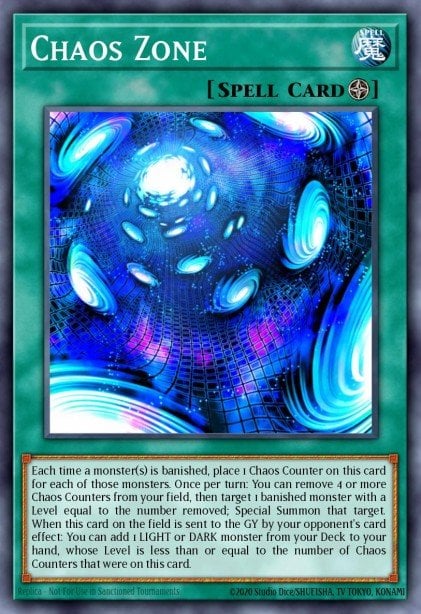 Chaos Zone
SPELL
魔
[Spell Card]
Each time a monster(s) is banished, place 1 Chaos Counter on this card
for each of those monsters. Once per turn: You can remove 4 or more
Chaos Counters from your field, then target 1 banished monster with a
Level equal to the number removed; Special Summon that target.
When this card on the field is sent to the GY by your opponent's card
effect: You can add 1 LIGHT or DARK monster from your Deck to your
hand, whose Level is less than or equal to the number of Chaos
Counters that were on this card.
Replica - Not For Use in Sanctioned Tournaments
©2020 Studio Dice/SHUEISHA, TV TOKYO, KONAMI